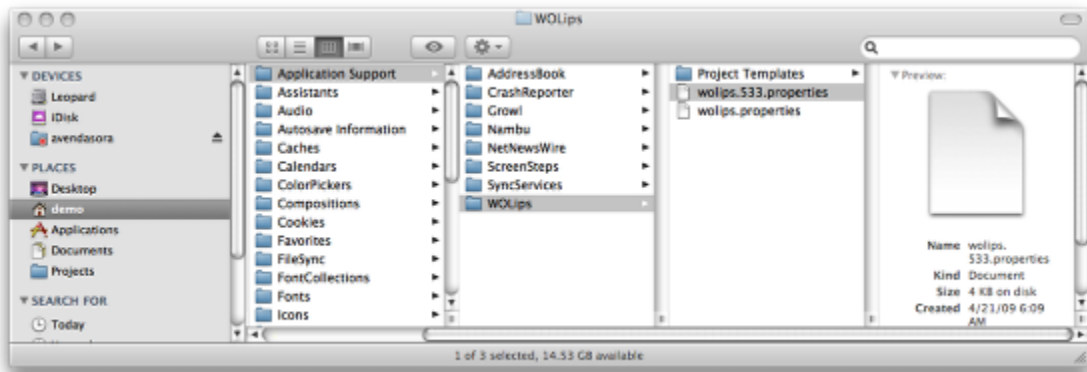 WOLips
DEVICES
Leopard
iDisk
avendasora
PLACES
Desktop
demo
Applications
Documents
Projects
SEARCH FOR
Today
Application Support
Assistants
Audio
Autosave Information
Caches
Calendars
ColorPickers
Compositions
Cookies
Favorites
FileSync
FontCollections
Fonts
Icons
AddressBook
CrashReporter
Growl
Nambu
NetNewsWire
ScreenSteps
SyncServices
WOLips
Project Templates
wolips.533.properties
wolips.properties
Preview:
Name wolips.
533.properties
Kind Document
Size 4 KB on disk
Created 4/21/09 6:09
AM
1 of 3 selected, 14.53 GB available